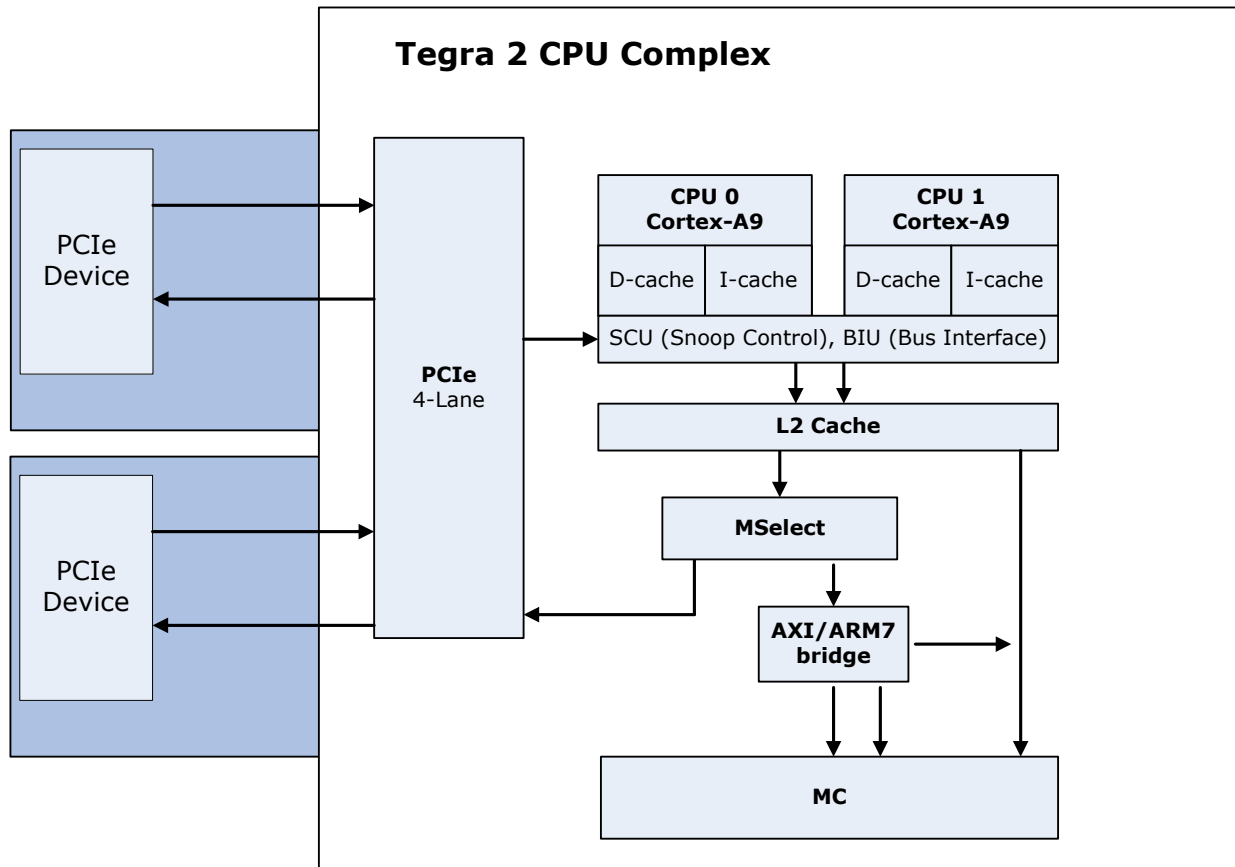 Tegra 2 CPU Complex
PCIe
Device
PCIe
4-Lane
CPU 0
Cortex-A9
CPU 1
Cortex-A9
D-cache
I-cache
D-cache
I-cache
SCU (Snoop Control), BIU (Bus Interface)
L2 Cache
MSelect
PCIe
Device
AXI/ARM7
bridge
MC